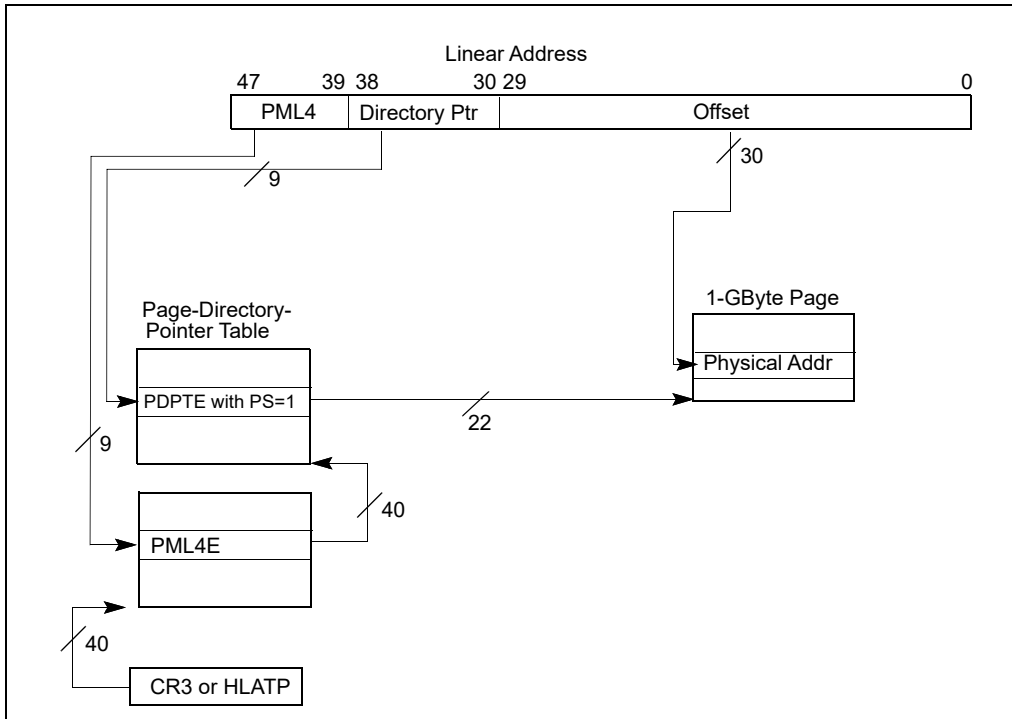 Linear Address
47 39 38 30 29 0
PML4 Directory Ptr Offset
9
30
1-GByte Page
Page-Directory-
Pointer Table
Physical Addr
PDPTE with PS=1
22
9
40
PML4E
40
CR3 or HLATP